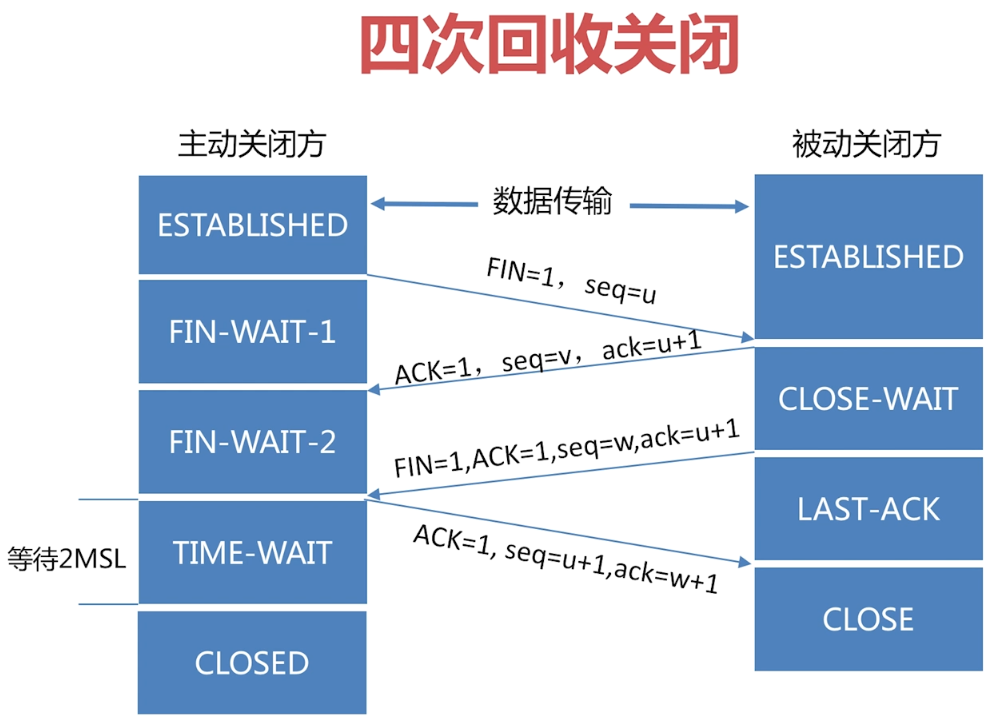 四次回收关闭
主动关闭方
被动关闭方
ESTABLISHED
数据传输
ESTABLISHED
FIN=1，seq=u
FIN-WAIT-1
ACK=1，seq=v，ack=u+1
CLOSE-WAIT
FIN-WAIT-2
FIN=1,ACK=1,seq=w,ack=u+1
LAST-ACK
等待2MSL
TIME-WAIT
ACK=1, seq=u+1,ack=w+1
CLOSE
CLOSED